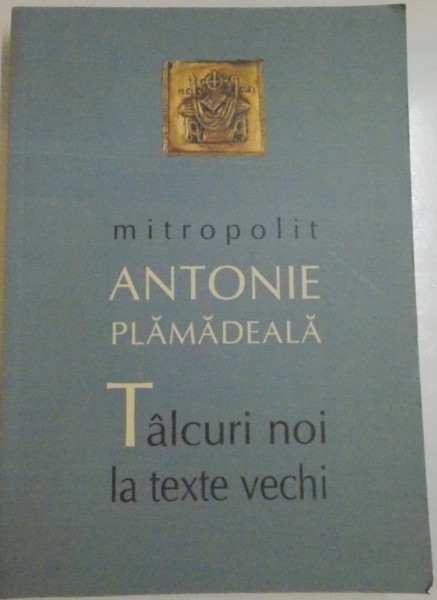 mitropolit
ANTONIE
PLĂMĂDEALĂ
Tâlcuri noi
la texte vechi